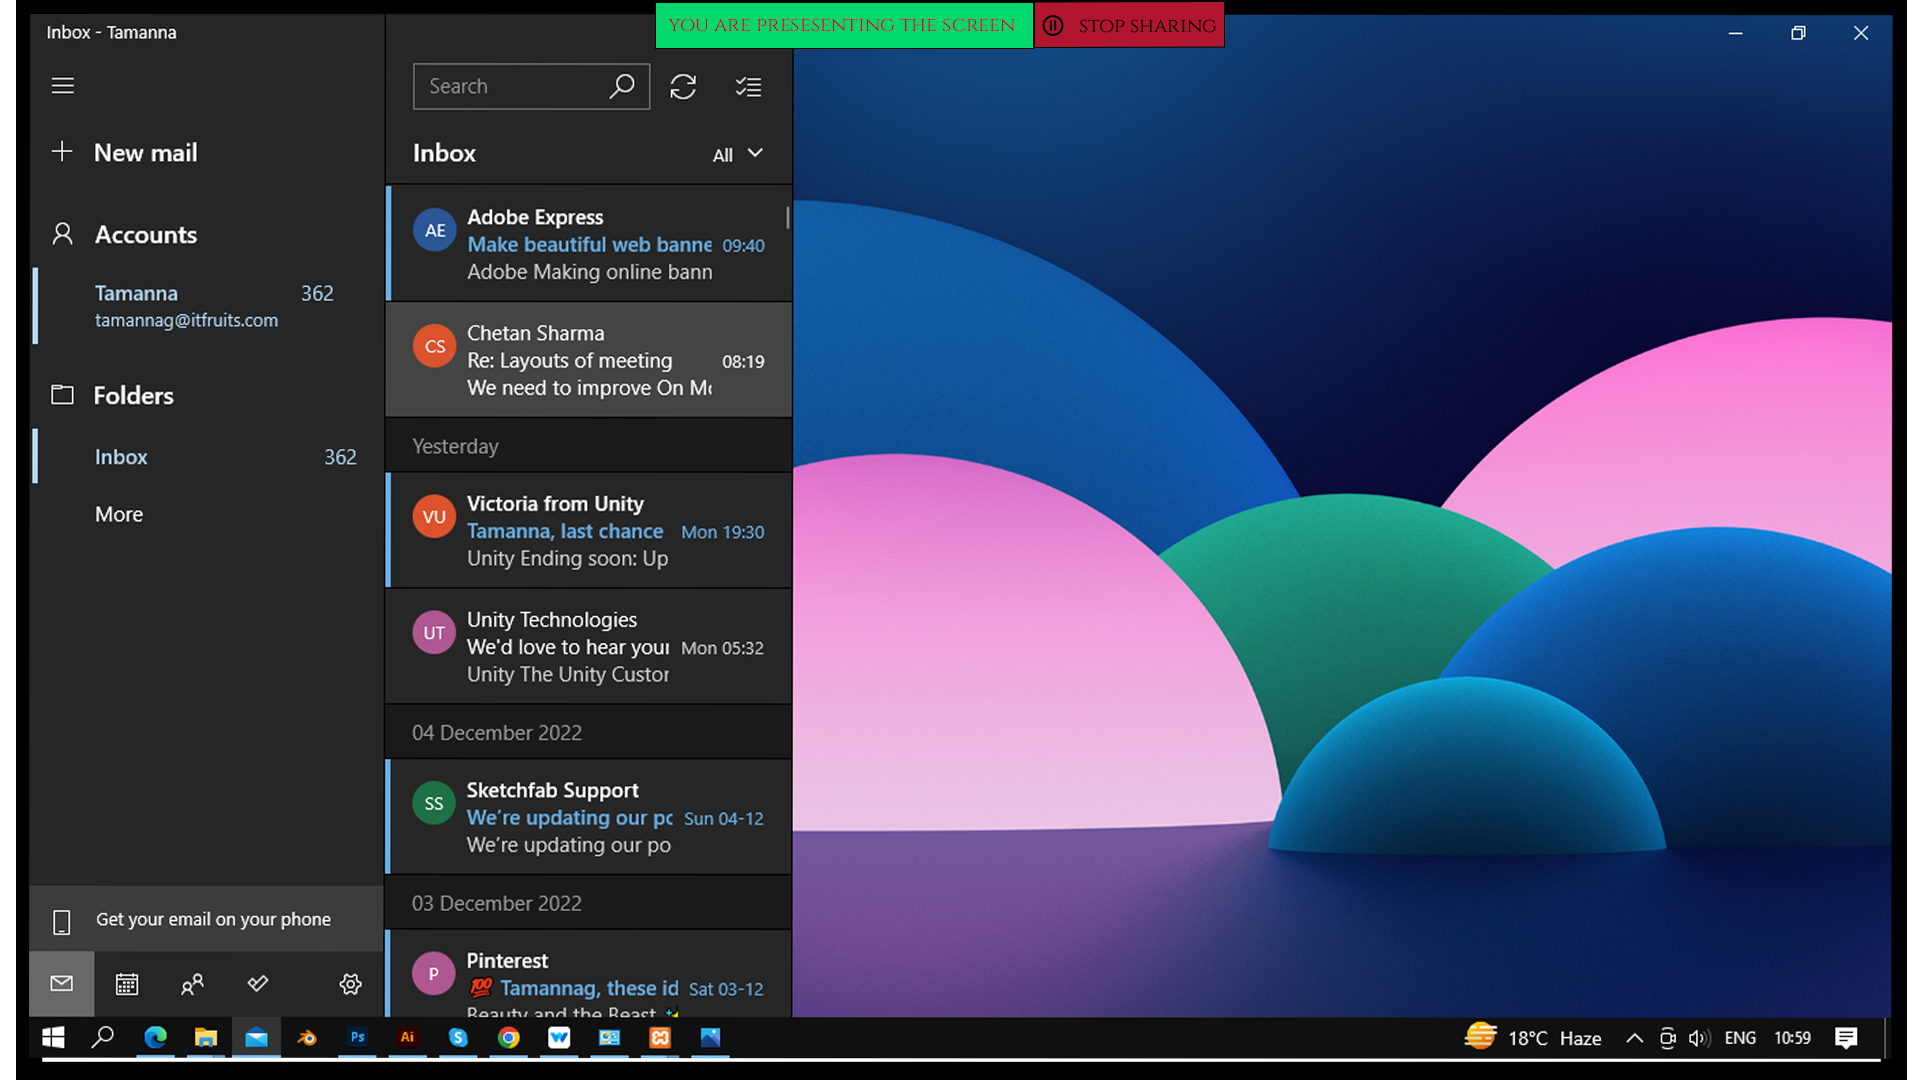 YOU ARE PRESESENTING THE SCREEN
STOP SHARING
Inbox - Tamanna
Search
New mail
Inbox
All
Accounts
Tamanna 362
tamannag@itfruits.com
Folders
Inbox 362
More
AE
Adobe Express
Make beautiful web banne 09:40
Adobe Making online bann
CS
Chetan Sharma
Re: Layouts of meeting 08:19
We need to improve On Mo
Yesterday
VU
Victoria from Unity
Tamanna, last chance Mon 19:30
Unity Ending soon: Up
UT
Unity Technologies
We'd love to hear your Mon 05:32
Unity The Unity Custor
04 December 2022
SS
Sketchfab Support
We’re updating our po Sun 04-12
We’re updating our po
03 December 2022
P
Pinterest
💯 Tamannag, these id Sat 03-12
Beauty and the Beast
Get your email on your phone
Ps
Ai
18°C Haze
ENG
10:59